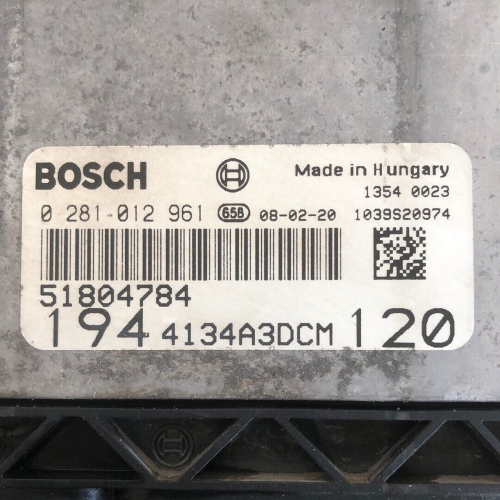 BOSCH Made in Hungary
1354 0023
0 281 012 961 658 08-02-20 1039S20974
51804784
194 4134A3DCM 120